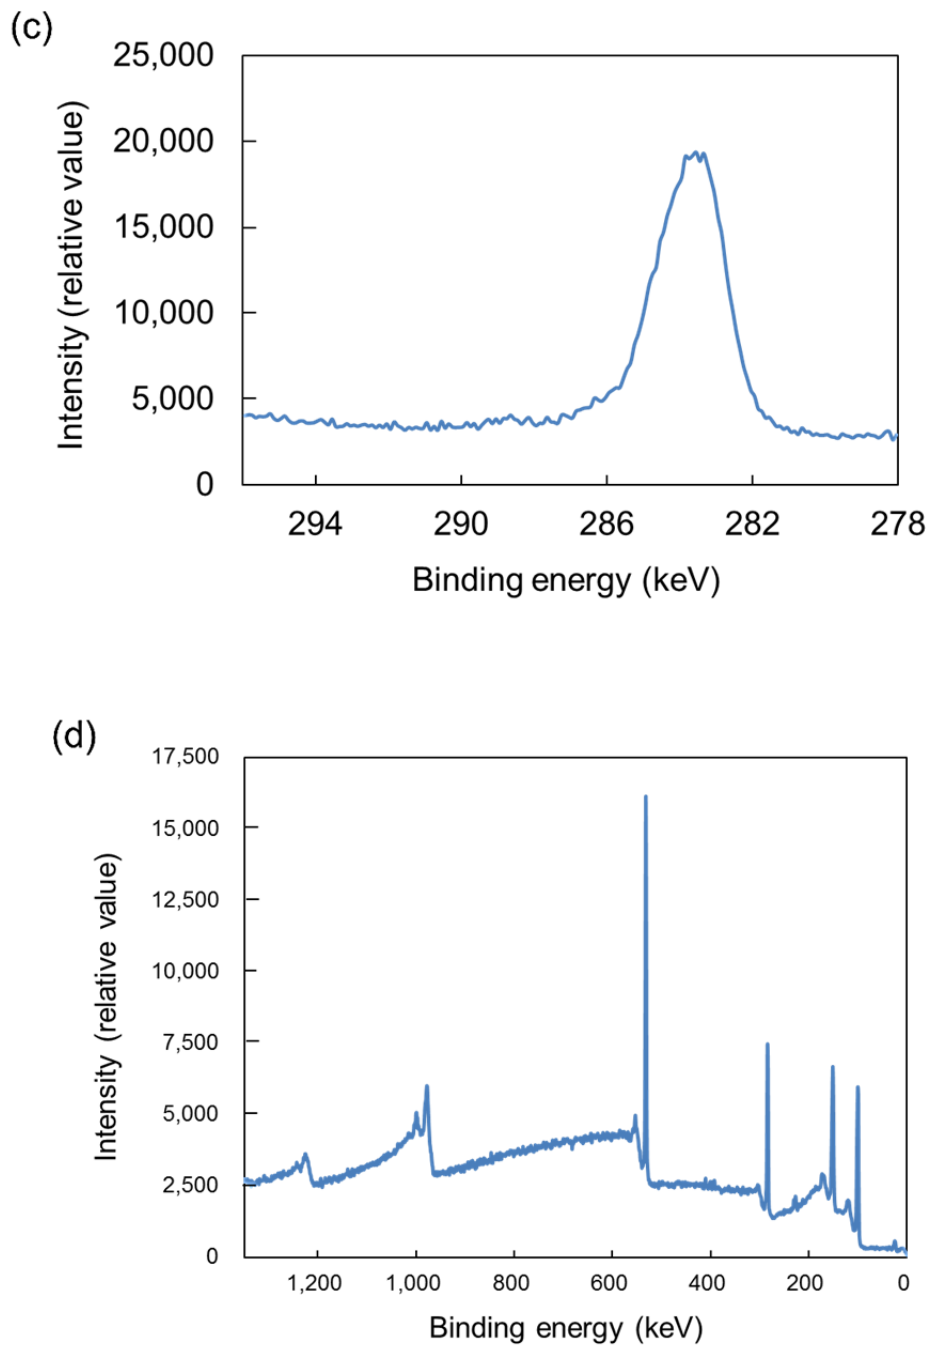 (c)
25,000
20,000
15,000
10,000
5,000
0
Intensity (relative value)
294 290 286 282 278
Binding energy (keV)
(d)
17,500
15,000
12,500
10,000
7,500
5,000
2,500
0
Intensity (relative value)
1,200 1,000 800 600 400 200 0
Binding energy (keV)